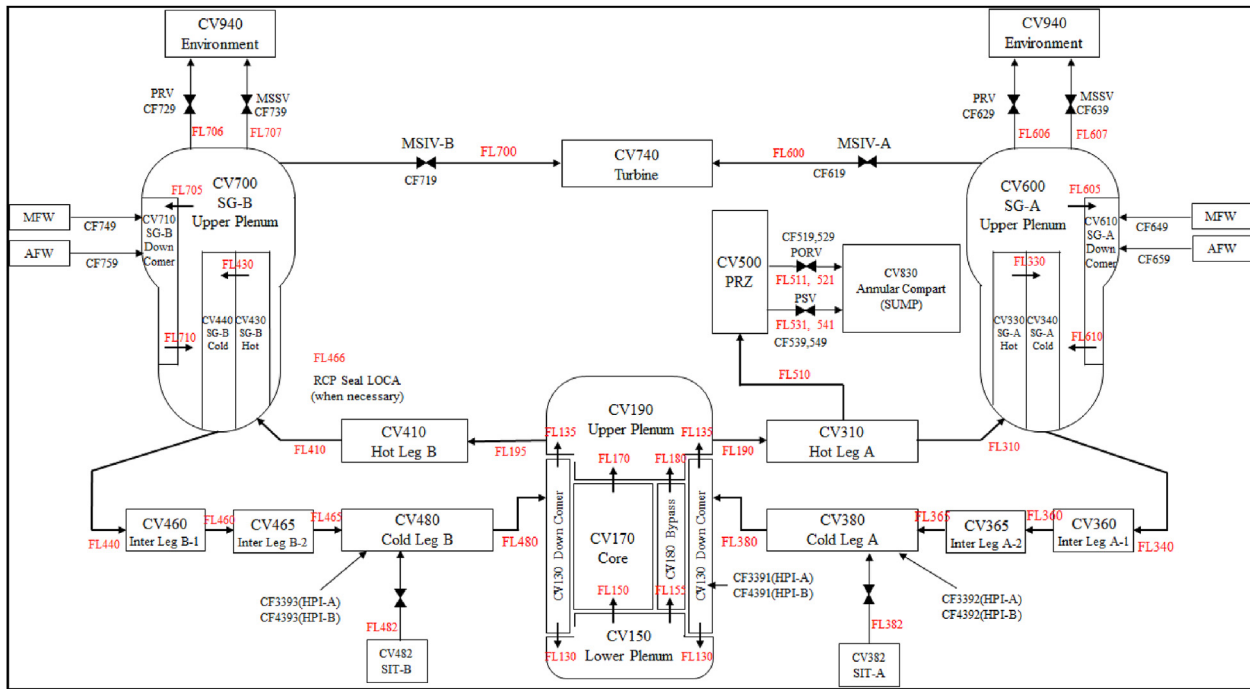 CV940
Environment
CV940
Environment
PRV
CF729
MSSV
CF739
FL706
FL707
PRV
CF629
MSSV
CF639
FL606
FL607
MSIV-B
FL700
CF719
CV740
Turbine
FL600
MSIV-A
CF619
CV700
SG-B
Upper Plenum
FL705
CV710
SG-B
Down
Comer
MFW
CF749
AFW
CF759
FL430
CV440
SG-B
Cold
CV430
SG-B
Hot
FL710
CV600
SG-A
Upper Plenum
FL605
CV610
SG-A
Down
Comer
MFW
CF649
AFW
CF659
FL330
CV330
SG-A
Hot
CV340
SG-A
Cold
FL610
CV500
PRZ
CF519,529
PORV
FL511, 521
PSV
FL531, 541
CF539,549
CV830
Annular Compart
(SUMP)
FL510
FL466
RCP Seal LOCA
(when necessary)
CV410
Hot Leg B
FL410
FL195
CV190
Upper Plenum
FL135
FL135
FL170
FL180
FL190
CV310
Hot Leg A
FL310
CV460
Inter Leg B-1
FL440
FL460
CV465
Inter Leg B-2
FL465
CV480
Cold Leg B
FL480
CV130 Down Comer
CV170
Core
CV180 Bypass
CV130 Down Comer
FL150
FL155
FL380
CV380
Cold Leg A
FL365
CV365
Inter Leg A-2
FL360
CV360
Inter Leg A-1
FL340
CF3393(HPI-A)
CF4393(HPI-B)
CF3391(HPI-A)
CF4391(HPI-B)
CF3392(HPI-A)
CF4392(HPI-B)
FL482
CV482
SIT-B
FL130
CV150
Lower Plenum
FL130
FL382
CV382
SIT-A